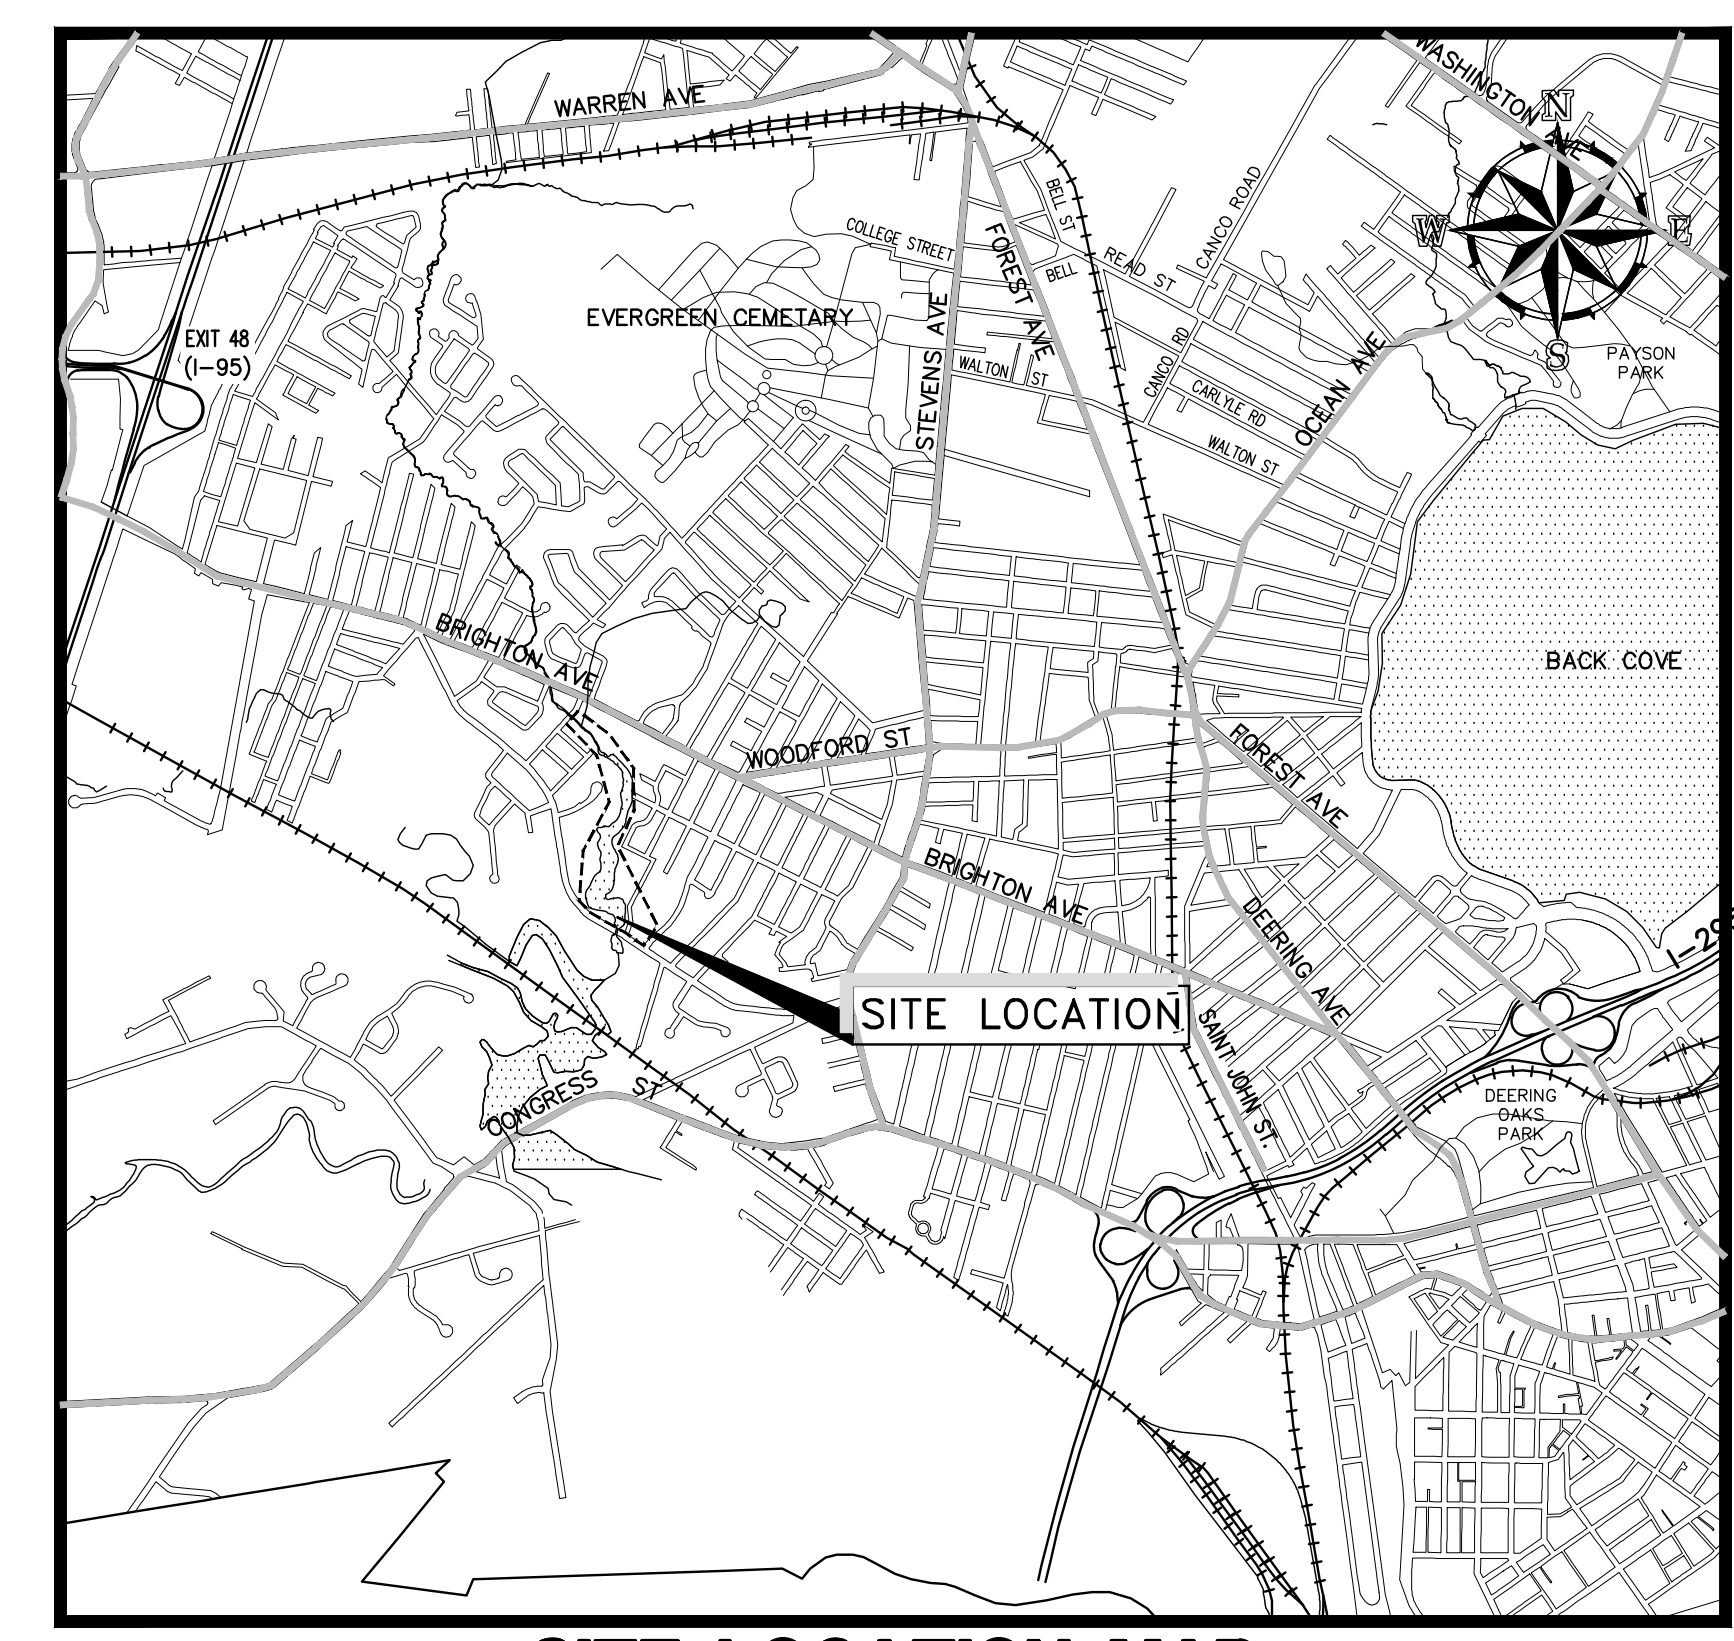 WASHINGTON AVE
WARREN AVE
N
W
E
S
BELL ST
CANCO ROAD
COLLEGE STREET
FOREST AVE
READ ST
BELL
EVERGREEN CEMETARY
STEVENS AVE
EXIT 48
(I-95)
WALTON ST
CANCO RD
CARLYLE RD
OCEAN AVE
PAYSON
PARK
WALTON ST
BRIGHTON AVE
BACK COVE
WOODFORD ST
FOREST AVE
BRIGHTON AVE
DEERING AVE
SITE LOCATION
SAINT JOHN ST.
CONGRESS ST
DEERING
OAKS
PARK